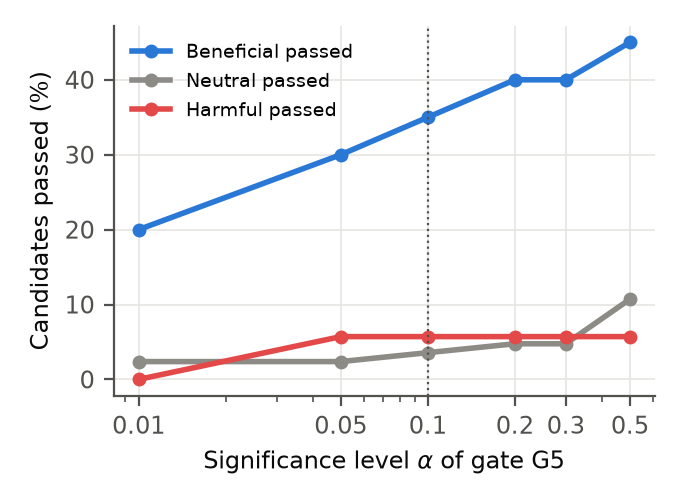 Beneficial passed
Neutral passed
Harmful passed
Candidates passed (%)
40
30
20
10
0
0.01 0.05 0.1 0.2 0.3 0.5
Significance level α of gate G5